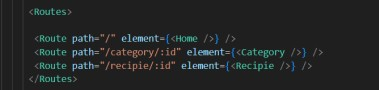 <Routes>
<Route path="/" element={<Home />} />
<Route path="/category/:id" element={<Category />} />
<Route path="/recipie/:id" element={<Recipie />} />
</Routes>